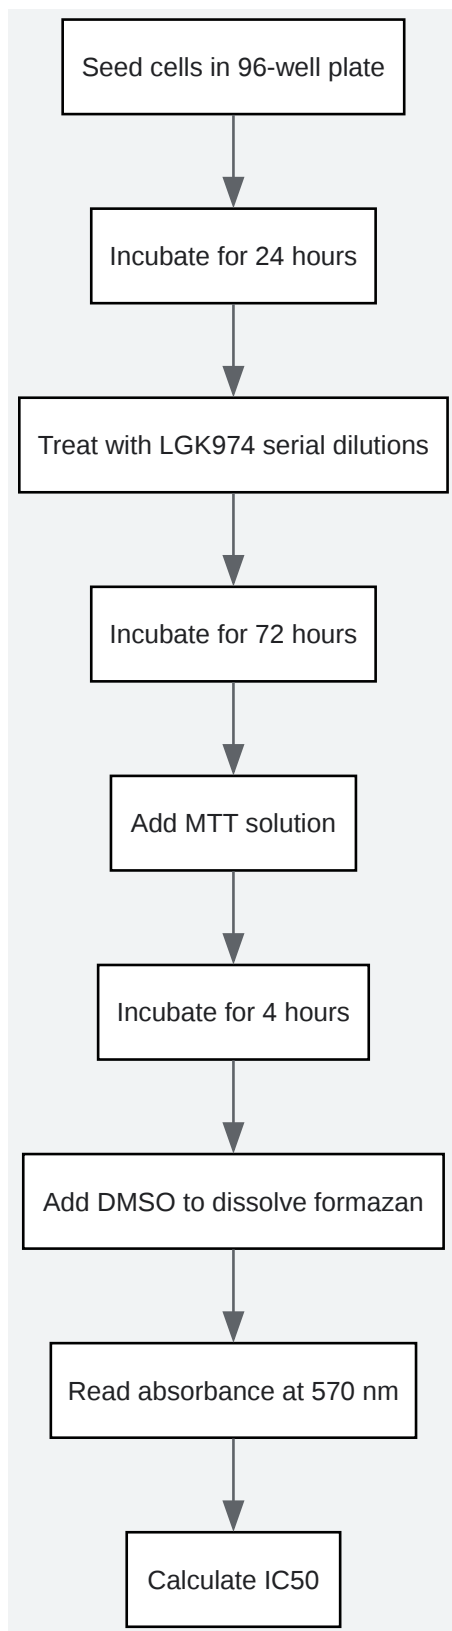 Seed cells in 96-well plate
Incubate for 24 hours
Treat with LGK974 serial dilutions
Incubate for 72 hours
Add MTT solution
Incubate for 4 hours
Add DMSO to dissolve formazan
Read absorbance at 570 nm
Calculate IC50